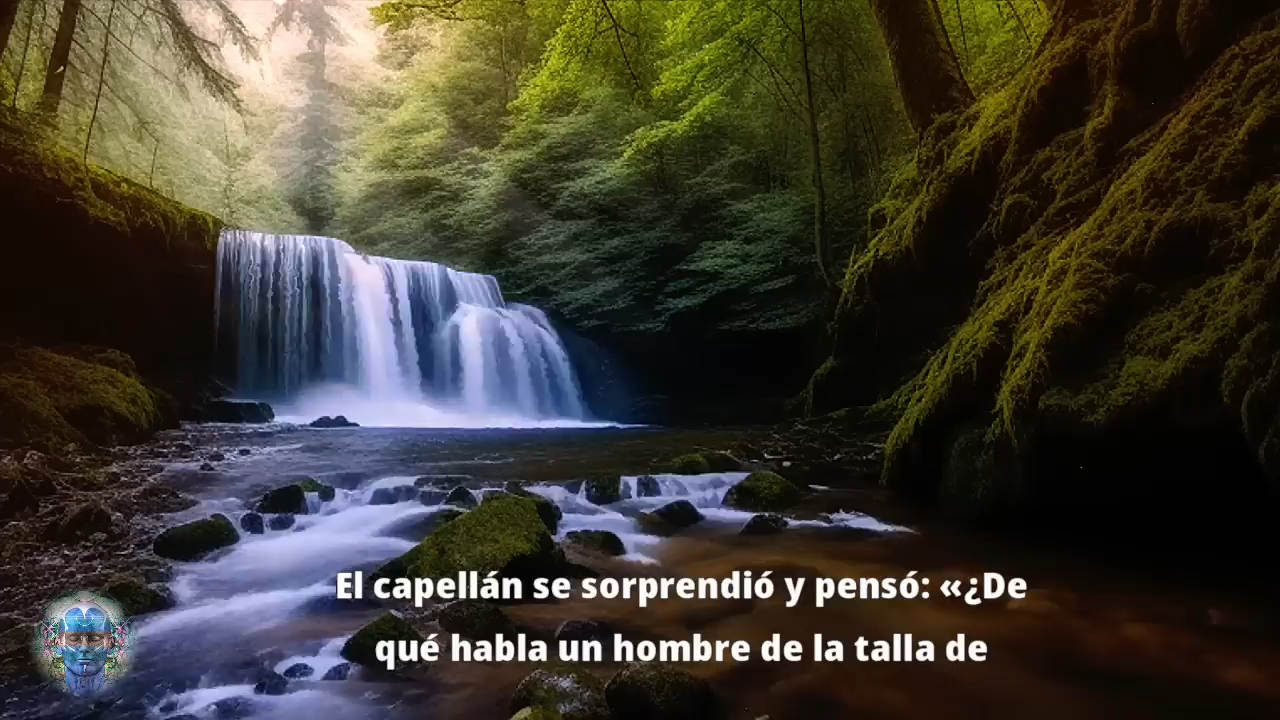 El capellán se sorprendió y pensó: «¿De
qué habla un hombre de la talla de